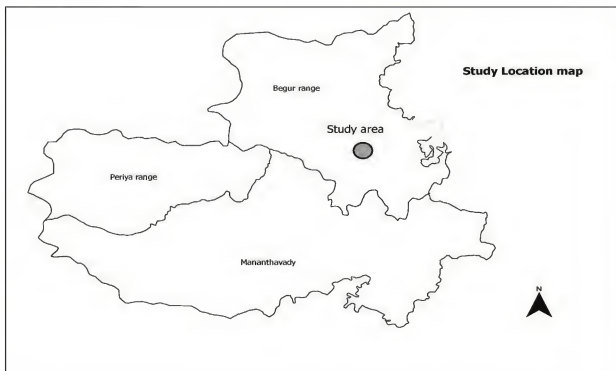 Study Location map
Begur range
Study area
Periya range
Mananthavady
N